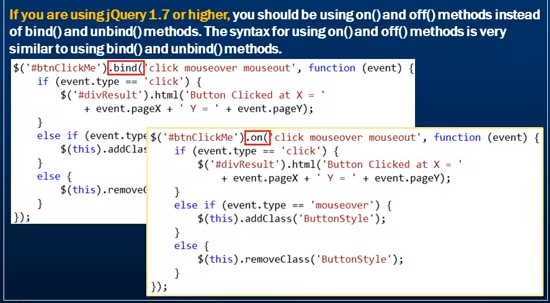 If you are using jQuery 1.7 or higher, you should be using on() and off() methods instead
of bind() and unbind() methods. The syntax for using on() and off() methods is very
similar to using bind() and unbind() methods.
$('#btnClickMe').bind('click mouseover mouseout', function (event) {
if (event.type == 'click') {
$('#divResult').html('Button Clicked at X = '
+ event.pageX + ' Y = ' + event.pageY);
}
else if (event.typ
$(this).addClas
}
else {
$(this).removeC
}
});
$('#btnClickMe').on('click mouseover mouseout', function (event) {
if (event.type == 'click') {
$('#divResult').html('Button Clicked at X = '
+ event.pageX + ' Y = ' + event.pageY);
}
else if (event.type == 'mouseover') {
$(this).addClass('ButtonStyle');
}
else {
$(this).removeClass('ButtonStyle');
}
});